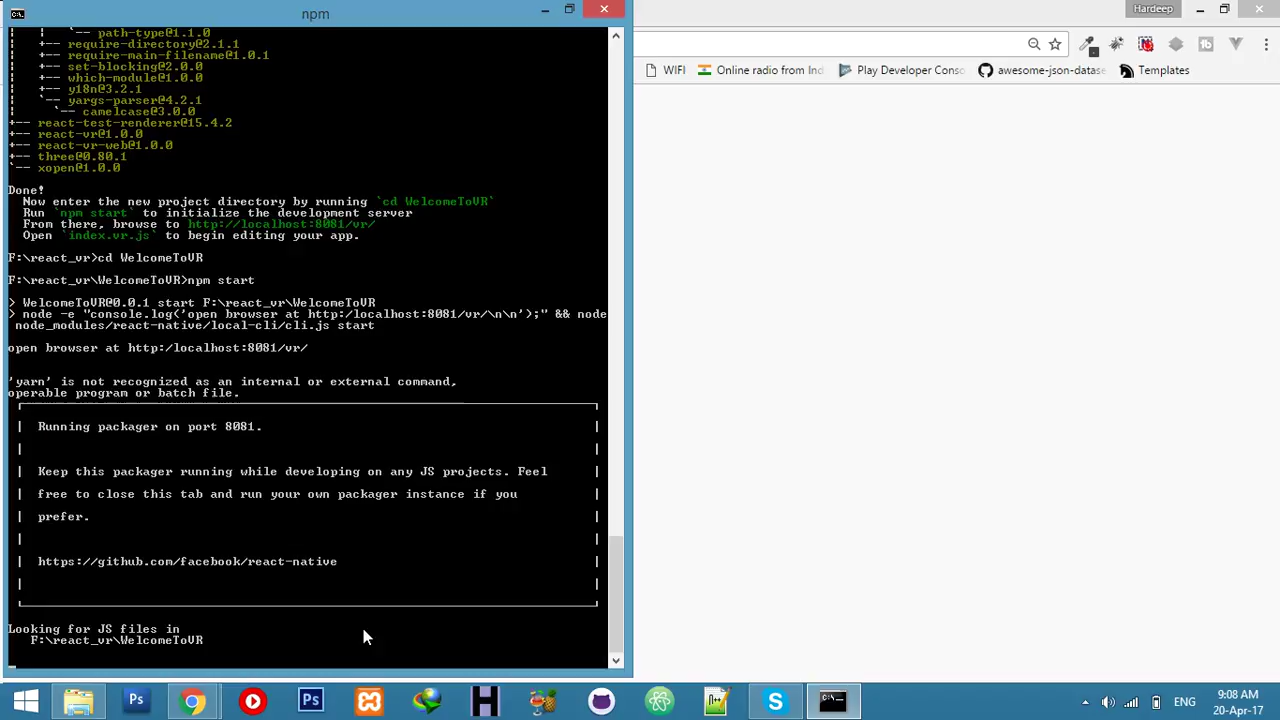 npm
Hardeep
`-- path-type@1.1.0
+-- require-directory@2.1.1
+-- require-main-filename@1.0.1
+-- set-blocking@2.0.0
+-- which-module@1.0.0
+-- y18n@3.2.1
`-- yargs-parser@4.2.1
`-- camelcase@3.0.0
+-- react-test-renderer@15.4.2
+-- react-vr@1.0.0
+-- react-vr-web@1.0.0
+-- three@0.80.1
`-- xopen@1.0.0
WIFI
Online radio from Ind
Play Developer Conso
awesome-json-datase
Templates
Done!
Now enter the new project directory by running `cd WelcomeToVR`
Run `npm start` to initialize the development server
From there, browse to http://localhost:8081/vr/
Open `index.vr.js` to begin editing your app.
F:\react_vr>cd WelcomeToVR
F:\react_vr\WelcomeToVR>npm start
> WelcomeToVR@0.0.1 start F:\react_vr\WelcomeToVR
> node -e "console.log('open browser at http:/localhost:8081/vr/\n\n');" && node
node_modules/react-native/local-cli/cli.js start
open browser at http:/localhost:8081/vr/
'yarn' is not recognized as an internal or external command,
operable program or batch file.
Running packager on port 8081.
Keep this packager running while developing on any JS projects. Feel
free to close this tab and run your own packager instance if you
prefer.
https://github.com/facebook/react-native
Looking for JS files in
F:\react_vr\WelcomeToVR
Ps
Ps
H
S
ENG
9:08 AM
20-Apr-17